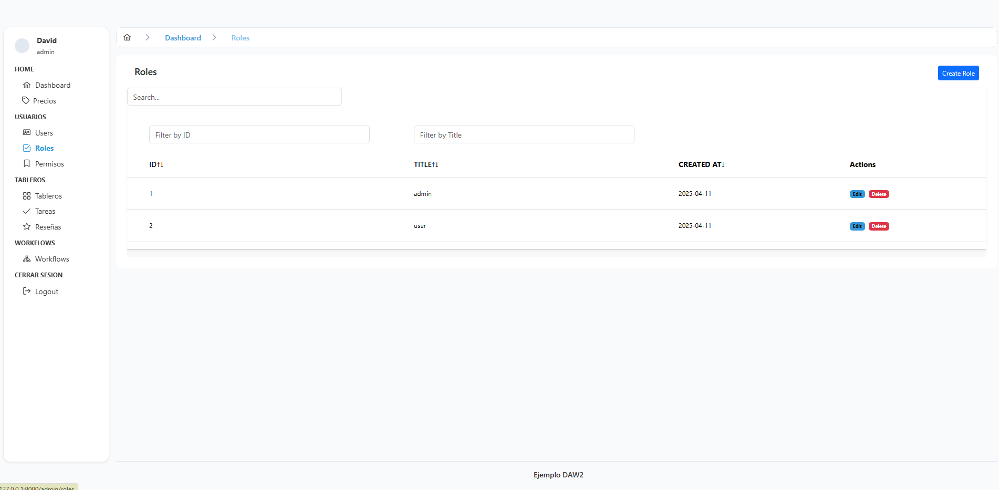 David
admin
HOME
Dashboard
Precios
USUARIOS
Users
Roles
Permisos
TABLEROS
Tableros
Tareas
Reseñas
WORKFLOWS
Workflows
CERRAR SESION
Logout
Dashboard Roles
Roles
Create Role
Search...
Filter by ID Filter by Title
ID↑↓ TITLE↑↓ CREATED AT↓ Actions
1 admin 2025-04-11 Edit Delete
2 user 2025-04-11 Edit Delete
Ejemplo DAW2
127.0.0.1:8000/admin/roles